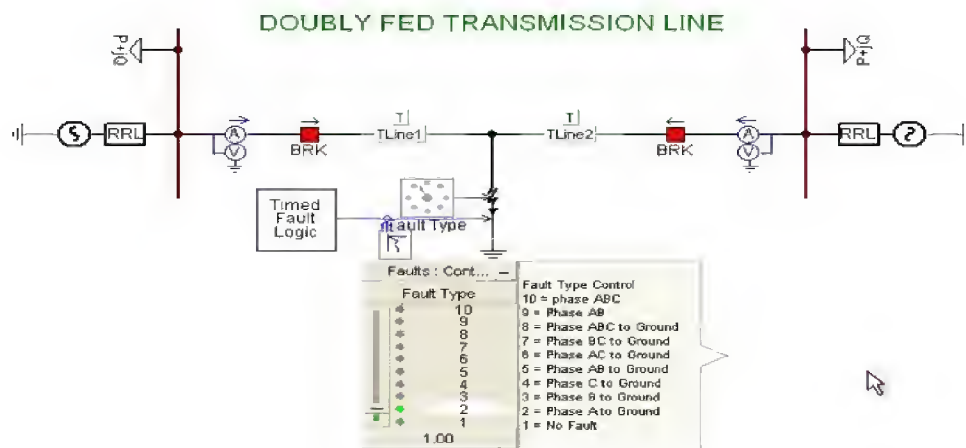 DOUBLY FED TRANSMISSION LINE
P+jQ
P+jQ
RRL
A
V
BRK
T
TLine1
T
TLine2
BRK
A
V
RRL
Timed
Fault
Logic
Fault Type
Faults : Cont...
Fault Type
10
9
8
7
6
5
4
3
2
1
1.00
Fault Type Control
10 = phase ABC
9 = Phase AB
8 = Phase ABC to Ground
7 = Phase BC to Ground
6 = Phase AC to Ground
5 = Phase AB to Ground
4 = Phase C to Ground
3 = Phase B to Ground
2 = Phase A to Ground
1 = No Fault